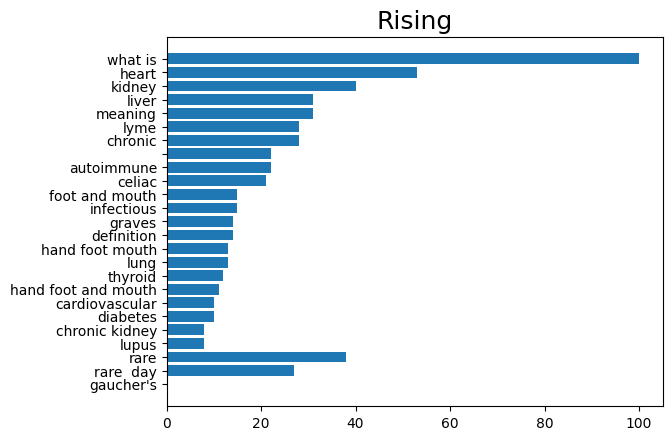 Rising
what is
heart
kidney
liver
meaning
lyme
chronic
autoimmune
celiac
foot and mouth
infectious
graves
definition
hand foot mouth
lung
thyroid
hand foot and mouth
cardiovascular
diabetes
chronic kidney
lupus
rare
rare  day
gaucher's
0 20 40 60 80 100